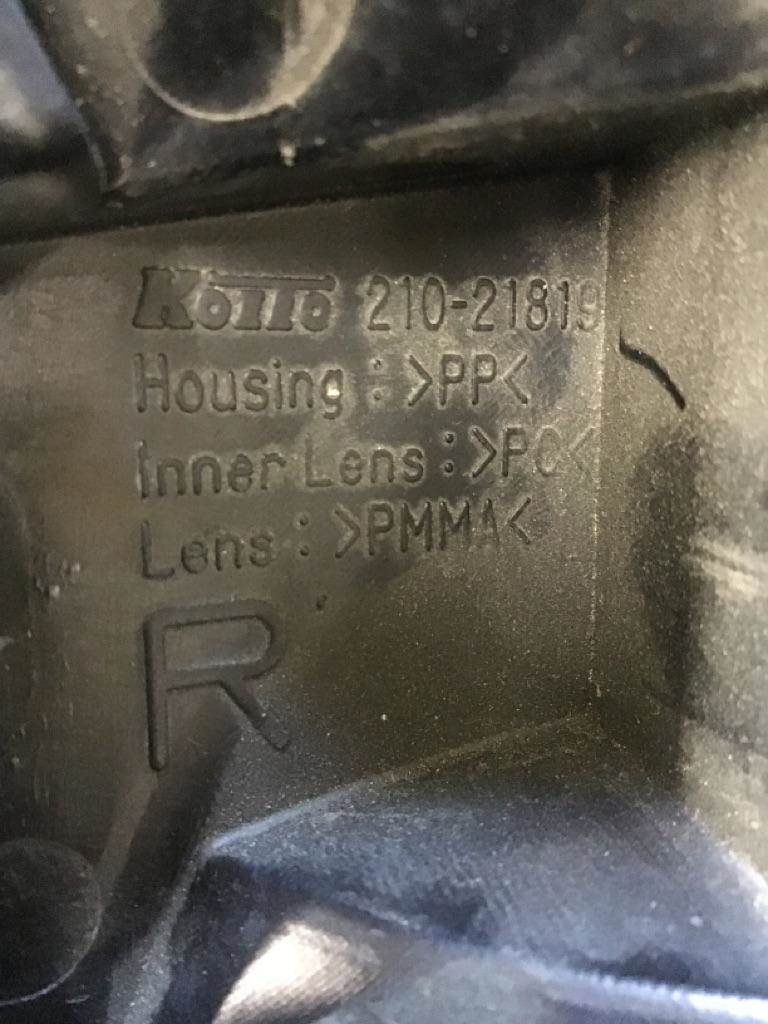 KOITO 210-21819
Housing : >PP<
Inner Lens : >PC<
Lens : >PMMA<
R